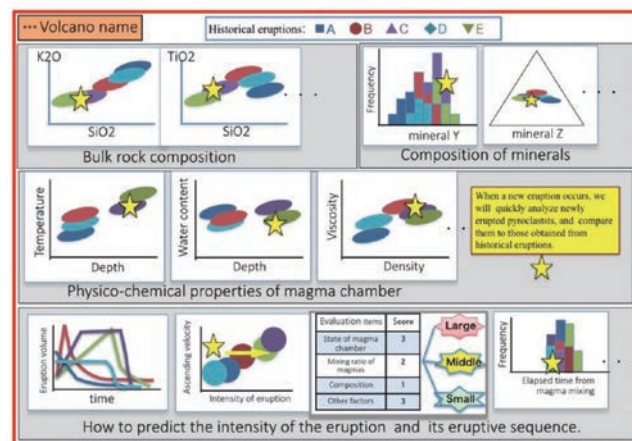 ··· Volcano name
Historical eruptions: A B C D E
K2O
SiO2
TiO2
SiO2
· · ·
Bulk rock composition
Frequency
mineral Y
mineral Z
· · ·
Composition of minerals
Temperature
Depth
Water content
Depth
Viscosity
Density
· · ·
When a new eruption occurs, we
will quickly analyze newly
erupted pyroclasts, and compare
them to those obtained from
historical eruptions.
Physico-chemical properties of magma chamber
Eruption volume
time
Ascending velocity
Intensity of eruption
Evaluation items Score
State of magma
chamber 3
Mixing ratio of
magmas 2
Composition 1
Other factors 3
Large
Middle
Small
Frequency
Elapsed time from
magma mixing
· · ·
How to predict the intensity of the eruption and its eruptive sequence.